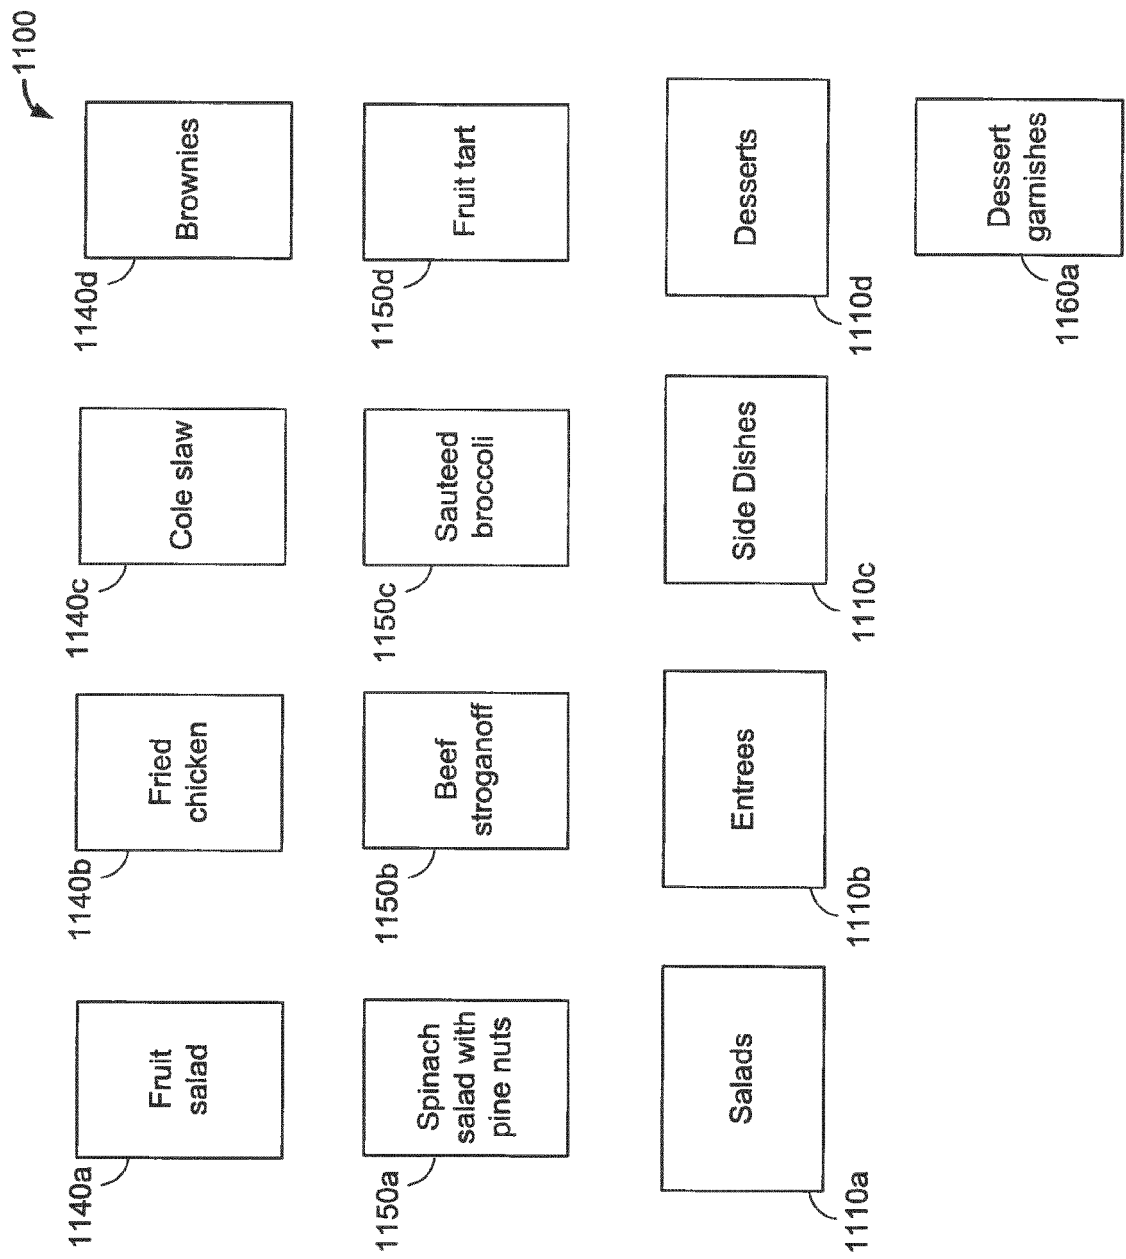 1100
1140a
Fruit
salad
1140b
Fried
chicken
1140c
Cole slaw
1140d
Brownies
1150a
Spinach
salad with
pine nuts
1150b
Beef
stroganoff
1150c
Sauteed
broccoli
1150d
Fruit tart
Salads
1110a
Entrees
1110b
Side Dishes
1110c
Desserts
1110d
Dessert
garnishes
1160a